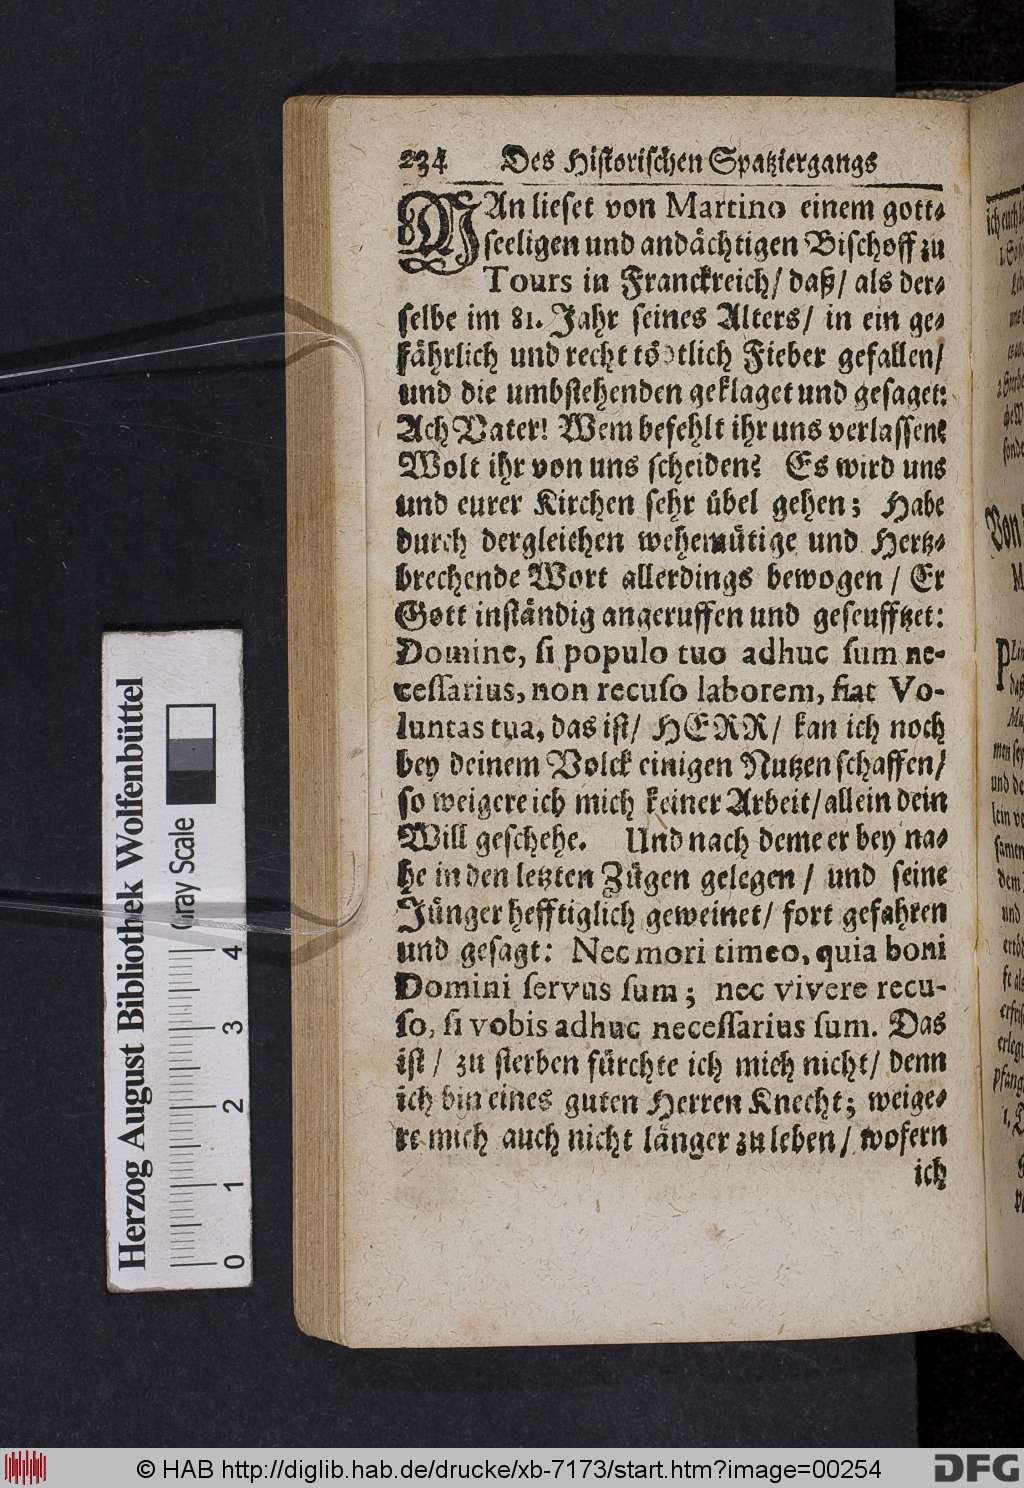 234 Des Historischen Spatziergangs
MAn lieset von Martino einem gott-
seeligen und andächtigen Bischoff zu
Tours in Franckreich/ daß/ als der-
selbe im 81. Jahr seines Alters/ in ein ge-
fährlich und recht tödtlich Fieber gefallen/
und die umbstehenden geklaget und gesaget:
Ach Vater! Wem befehlt ihr uns verlassen?
Wolt ihr von uns scheiden? Es wird uns
und eurer Kirchen sehr übel gehen; Habe
durch dergleichen wehemütige und Hertz-
brechende Wort allerdings bewogen/ Er
Gott inständig angeruffen und geseufftzet:
Domine, si populo tuo adhuc sum ne-
cessarius, non recuso laborem, fiat Vo-
luntas tua, das ist/ HERR/ kan ich noch
bey deinem Volck einigen Nutzen schaffen/
so weigere ich mich keiner Arbeit/ allein dein
Will geschehe. Und nach deme er bey na-
he in den letzten Zügen gelegen/ und seine
Jünger hefftiglich geweinet/ fort gefahren
und gesagt: Nec mori timeo, quia boni
Domini servus sum; nec vivere recu-
so, si vobis adhuc necessarius sum. Das
ist/ zu sterben fürchte ich mich nicht/ denn
ich bin eines guten Herren Knecht; weige-
re mich auch nicht länger zu leben/ wofern
ich
Herzog August Bibliothek Wolfenbüttel
Gray Scale
0 1 2 3 4
© HAB http://diglib.hab.de/drucke/xb-7173/start.htm?image=00254
DFG